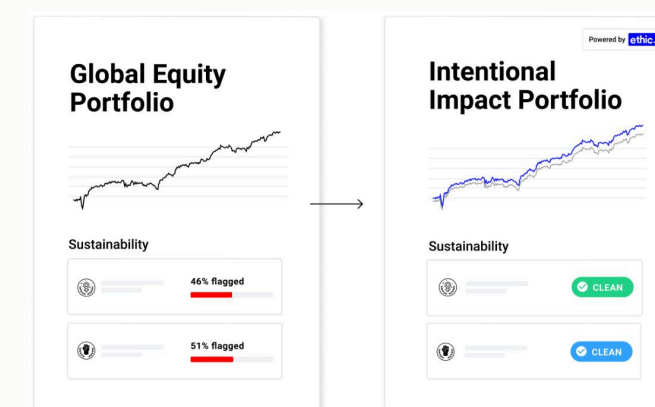 Global Equity
Portfolio
Sustainability
46% flagged
51% flagged
Powered by ethic.
Intentional
Impact Portfolio
Sustainability
CLEAN
CLEAN